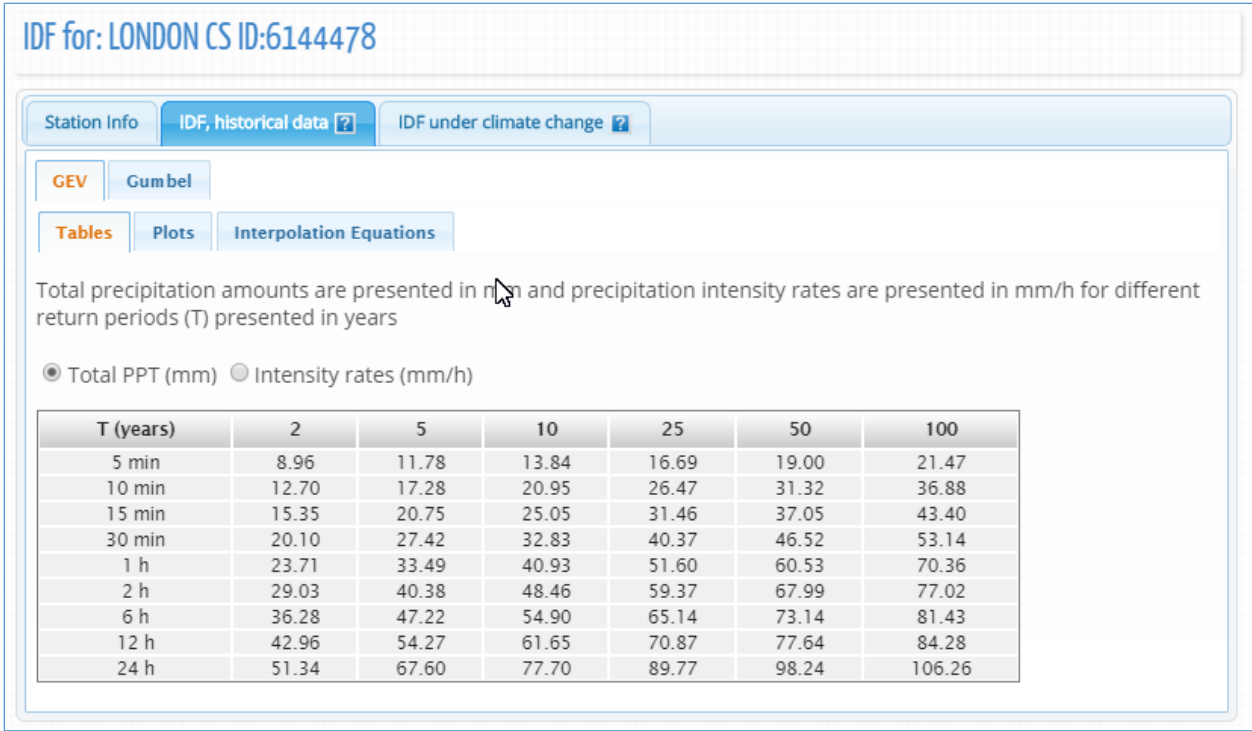 IDF for: LONDON CS ID:6144478
Station Info IDF, historical data ? IDF under climate change ?
GEV Gumbel
Tables Plots Interpolation Equations
Total precipitation amounts are presented in mm and precipitation intensity rates are presented in mm/h for different
return periods (T) presented in years
Total PPT (mm) Intensity rates (mm/h)
T (years) 2 5 10 25 50 100
5 min 8.96 11.78 13.84 16.69 19.00 21.47
10 min 12.70 17.28 20.95 26.47 31.32 36.88
15 min 15.35 20.75 25.05 31.46 37.05 43.40
30 min 20.10 27.42 32.83 40.37 46.52 53.14
1 h 23.71 33.49 40.93 51.60 60.53 70.36
2 h 29.03 40.38 48.46 59.37 67.99 77.02
6 h 36.28 47.22 54.90 65.14 73.14 81.43
12 h 42.96 54.27 61.65 70.87 77.64 84.28
24 h 51.34 67.60 77.70 89.77 98.24 106.26